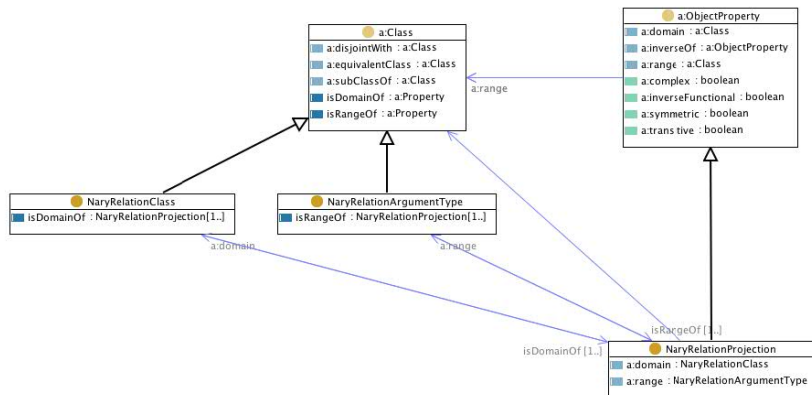 a:Class
a:disjointWith : a:Class
a:equivalentClass : a:Class
a:subClassOf : a:Class
isDomainOf : a:Property
isRangeOf : a:Property
a:ObjectProperty
a:domain : a:Class
a:inverseOf : a:ObjectProperty
a:range : a:Class
a:complex : boolean
a:inverseFunctional : boolean
a:symmetric : boolean
a:transitive : boolean
a:range
NaryRelationClass
isDomainOf : NaryRelationProjection[1..]
NaryRelationArgumentType
isRangeOf : NaryRelationProjection[1..]
a:domain
a:range
isRangeOf [1..]
isDomainOf [1..]
NaryRelationProjection
a:domain : NaryRelationClass
a:range : NaryRelationArgumentType